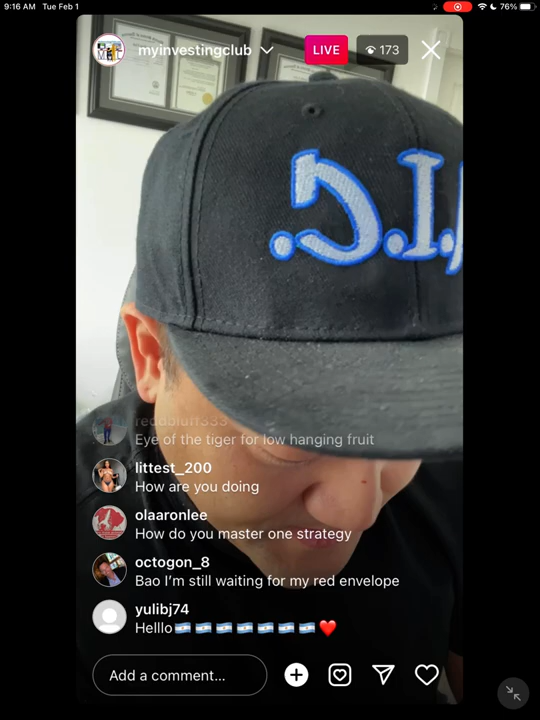 9:16 AM Tue Feb 1
76%
myinvestingclub
LIVE
173
.I.C.
reddbluff333
Eye of the tiger for low hanging fruit
littest_200
How are you doing
olaaronlee
How do you master one strategy
octogon_8
Bao I’m still waiting for my red envelope
yulibj74
Helllo🇦🇷🇦🇷🇦🇷🇦🇷🇦🇷🇦🇷🇦🇷❤️
Add a comment...